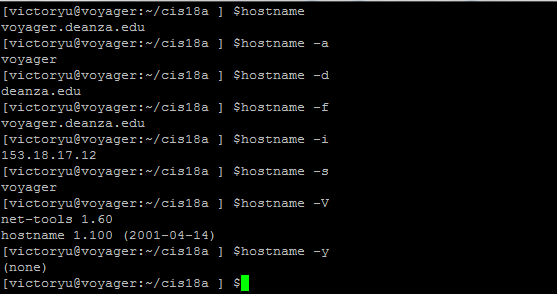 [victoryu@voyager:~/cis18a ] $hostname
voyager.deanza.edu
[victoryu@voyager:~/cis18a ] $hostname -a
voyager
[victoryu@voyager:~/cis18a ] $hostname -d
deanza.edu
[victoryu@voyager:~/cis18a ] $hostname -f
voyager.deanza.edu
[victoryu@voyager:~/cis18a ] $hostname -i
153.18.17.12
[victoryu@voyager:~/cis18a ] $hostname -s
voyager
[victoryu@voyager:~/cis18a ] $hostname -V
net-tools 1.60
hostname 1.100 (2001-04-14)
[victoryu@voyager:~/cis18a ] $hostname -y
(none)
[victoryu@voyager:~/cis18a ] $